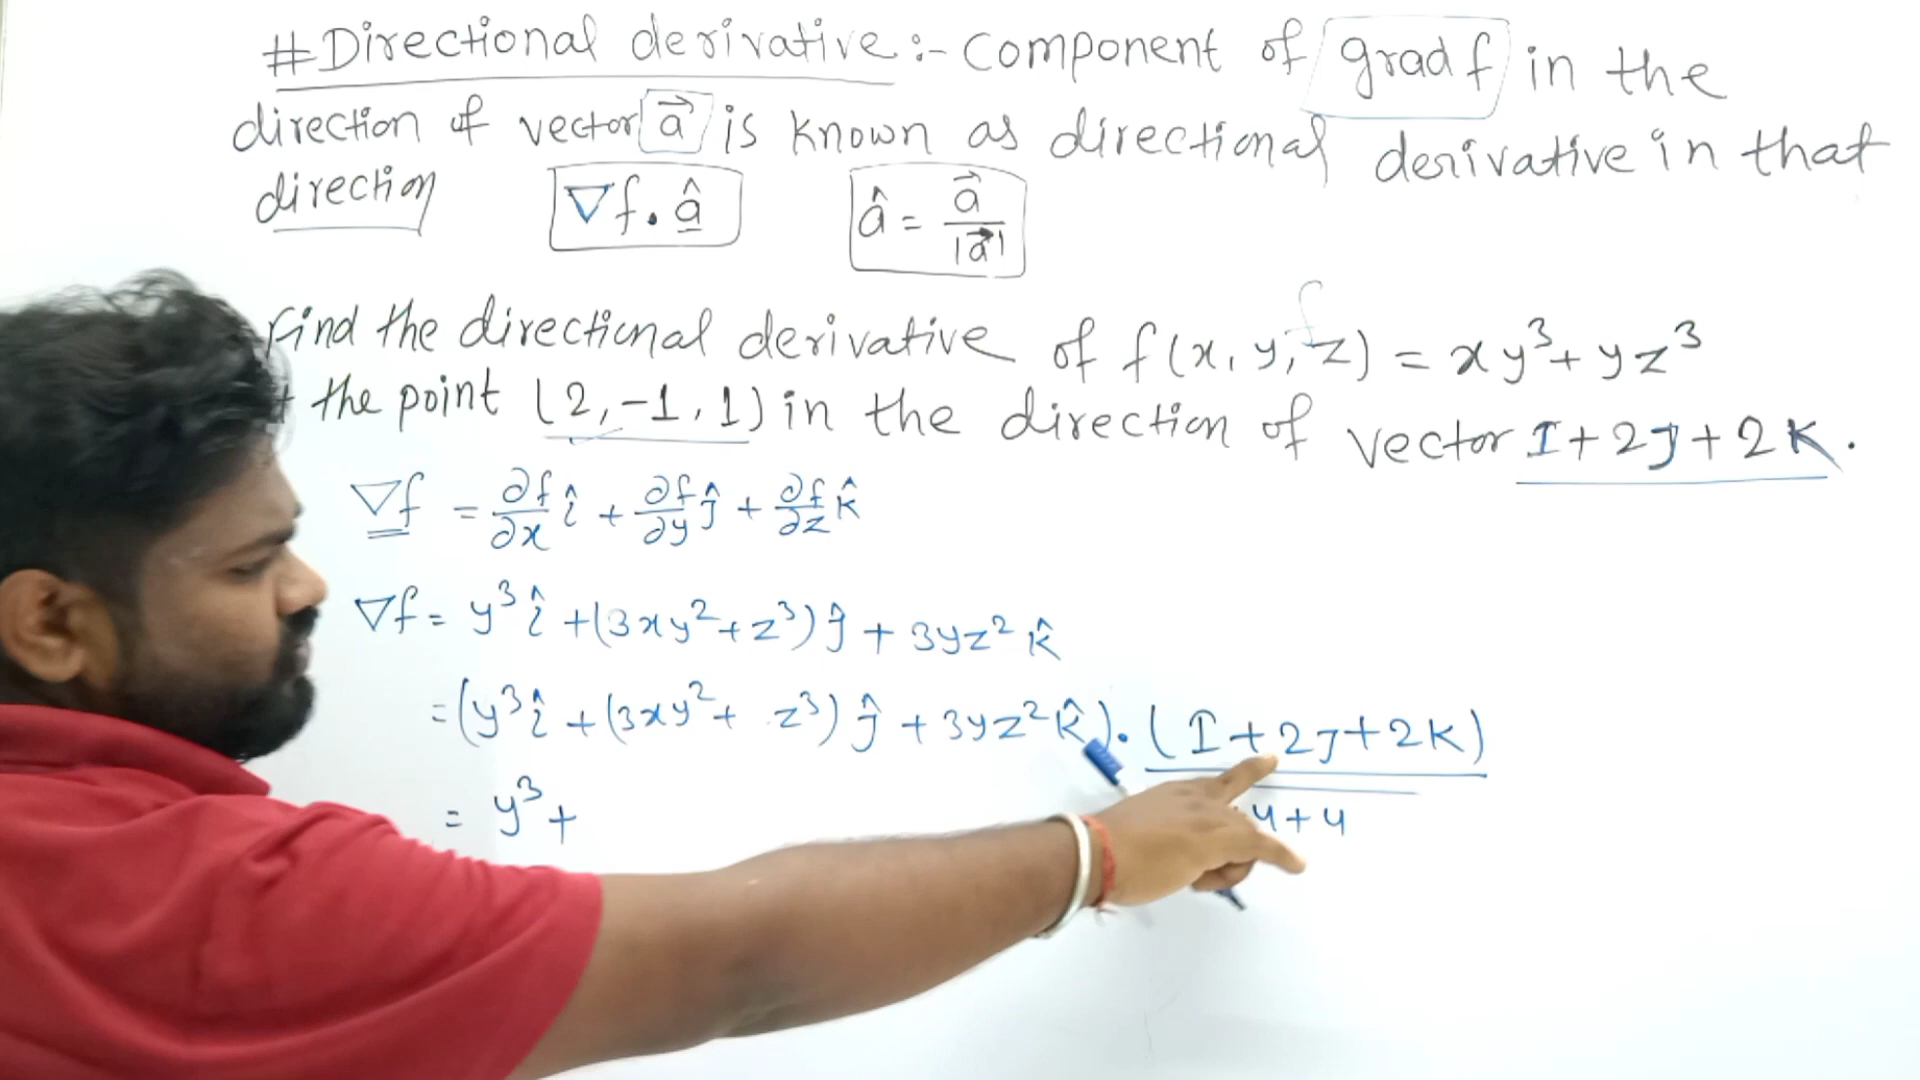 #Directional derivative :- Component of grad f in the
direction of vector a⃗ is known as directional derivative in that
direction ∇f.â â = a⃗/|a⃗|
Find the directional derivative of f(x, y, z) = xy³+yz³
the point (2,-1,1) in the direction of vector I+2J+2K.
∇f = ∂f/∂x î + ∂f/∂y ĵ + ∂f/∂z k̂
∇f = y³î +(3xy²+z³)ĵ + 3yz² k̂
=(y³î +(3xy²+ z³) ĵ + 3yz² k̂). (I+2J+2K)
= y³+ 4+4